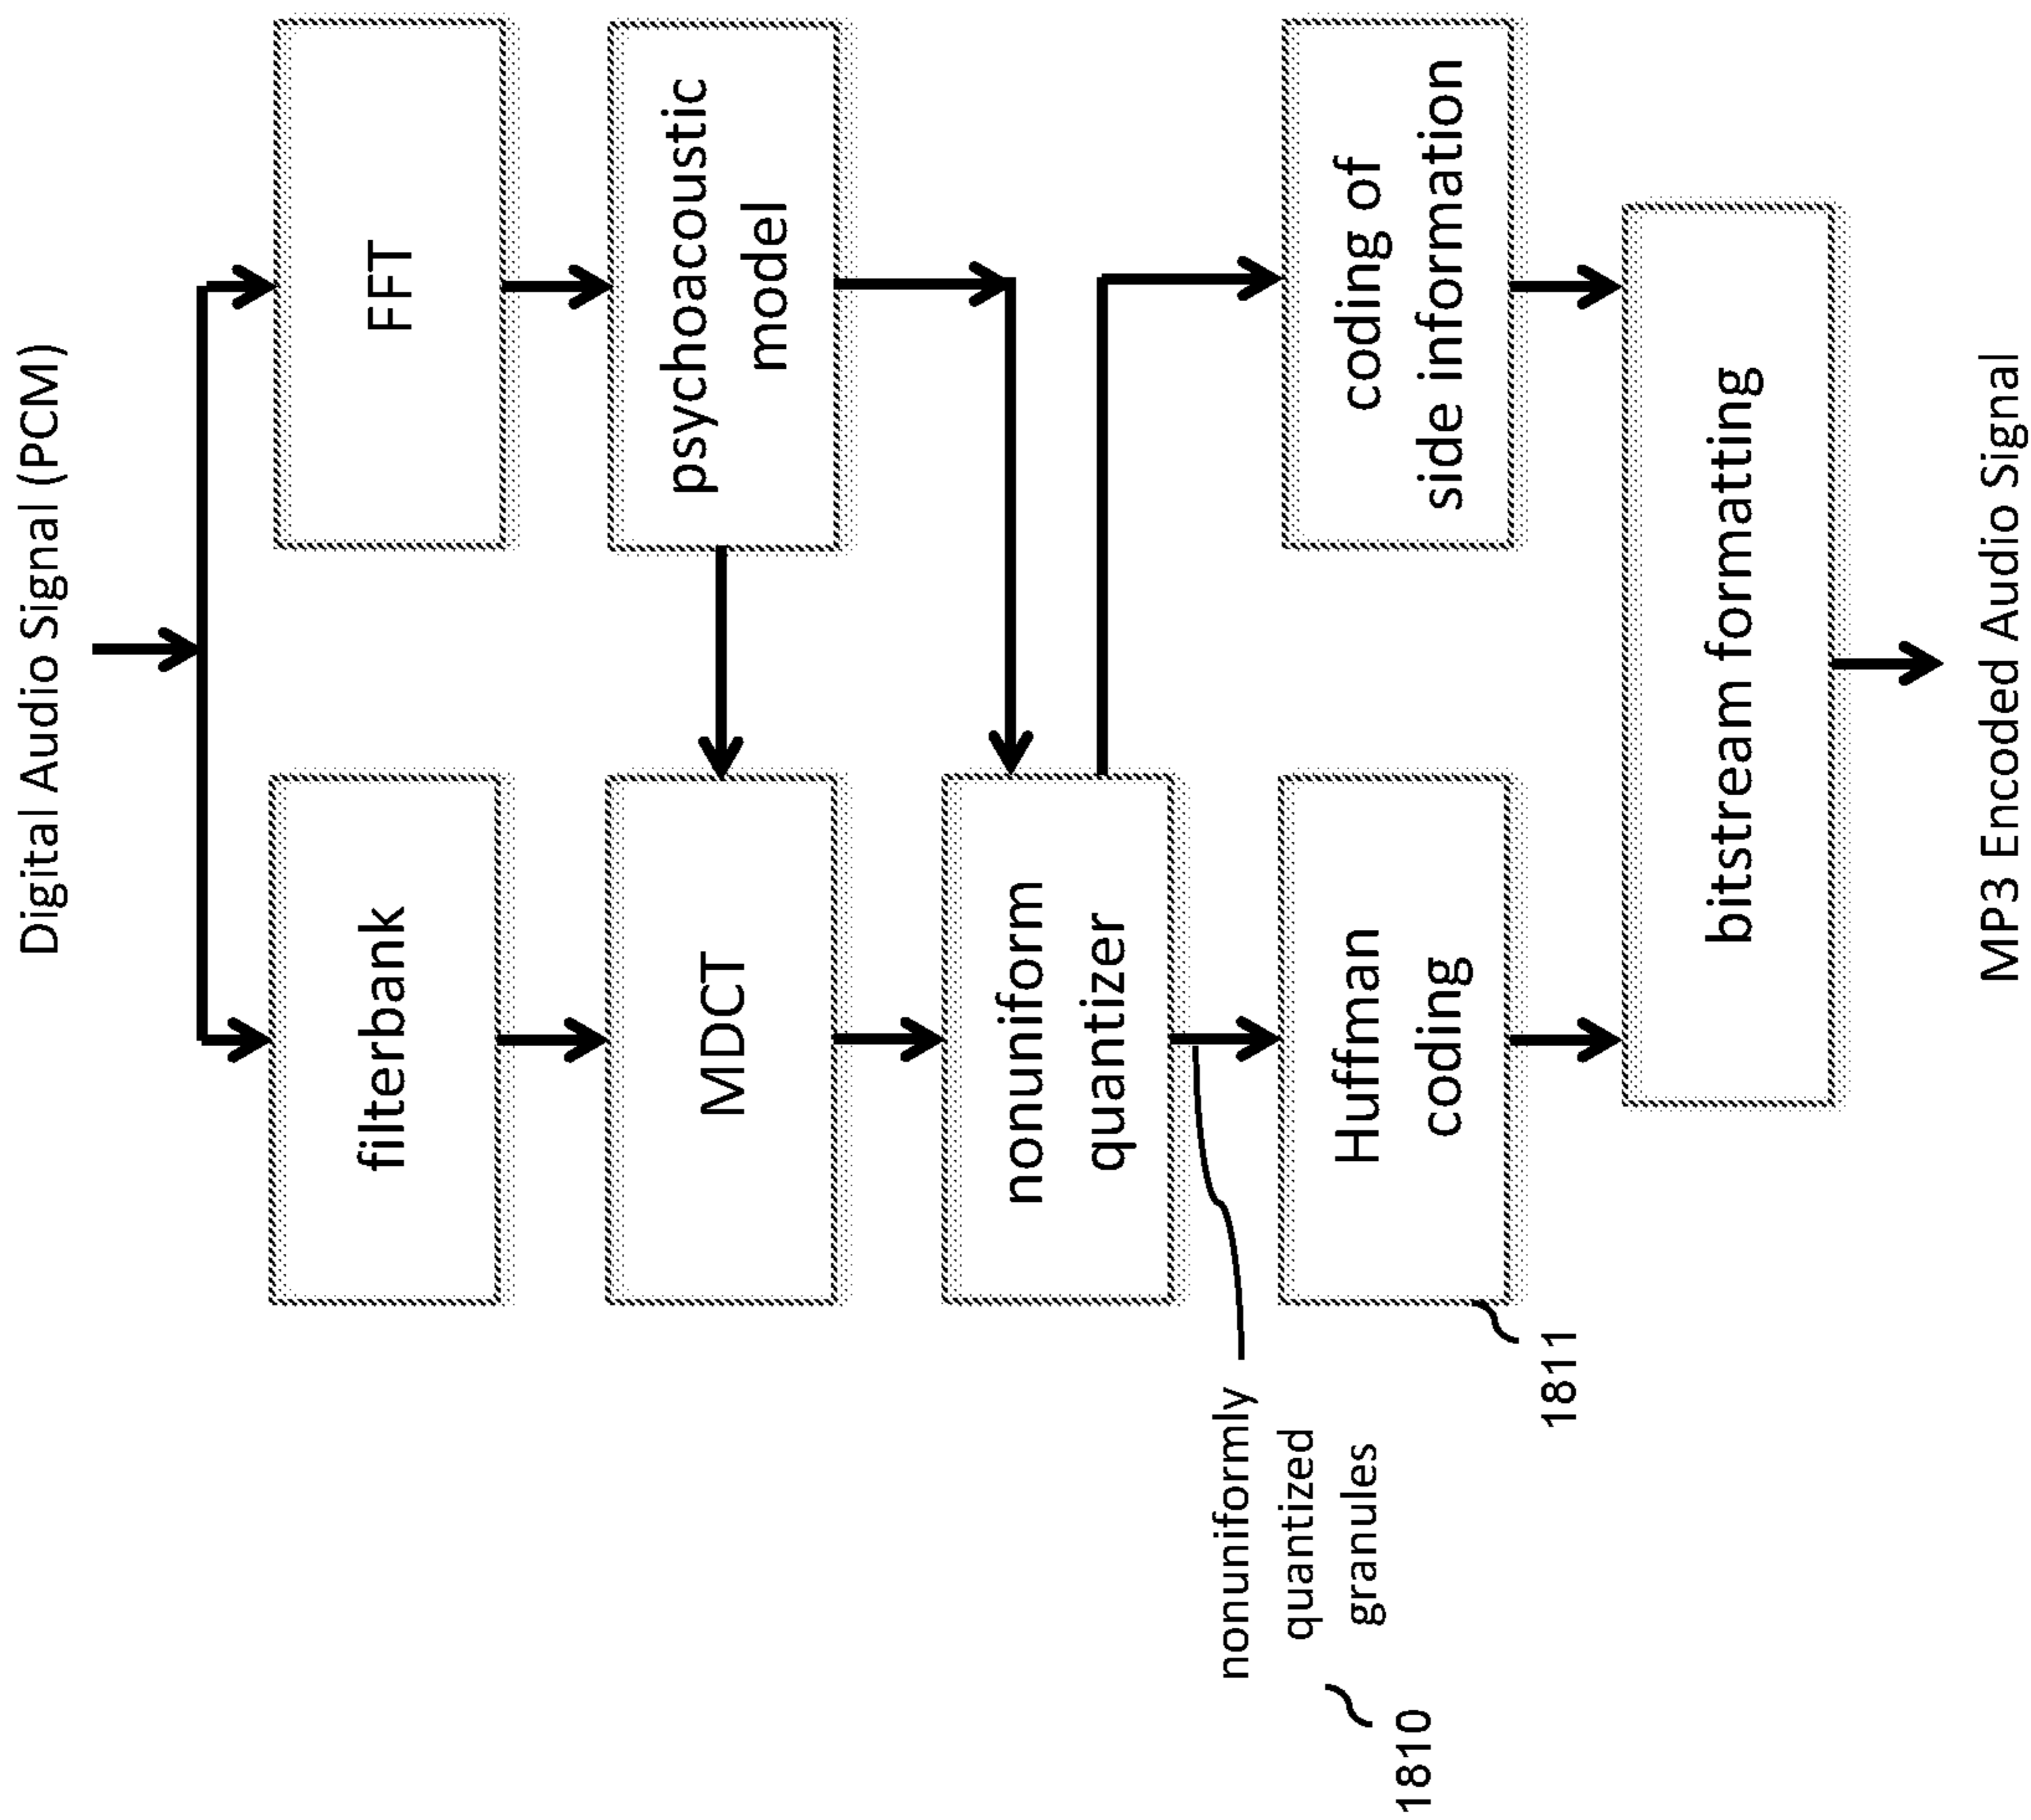 Digital Audio Signal (PCM)
filterbank
FFT
MDCT
psychoacoustic
model
nonuniform
quantizer
nonuniformly
quantized
granules
1810
Huffman
coding
1811
coding of
side information
bitstream formatting
MP3 Encoded Audio Signal